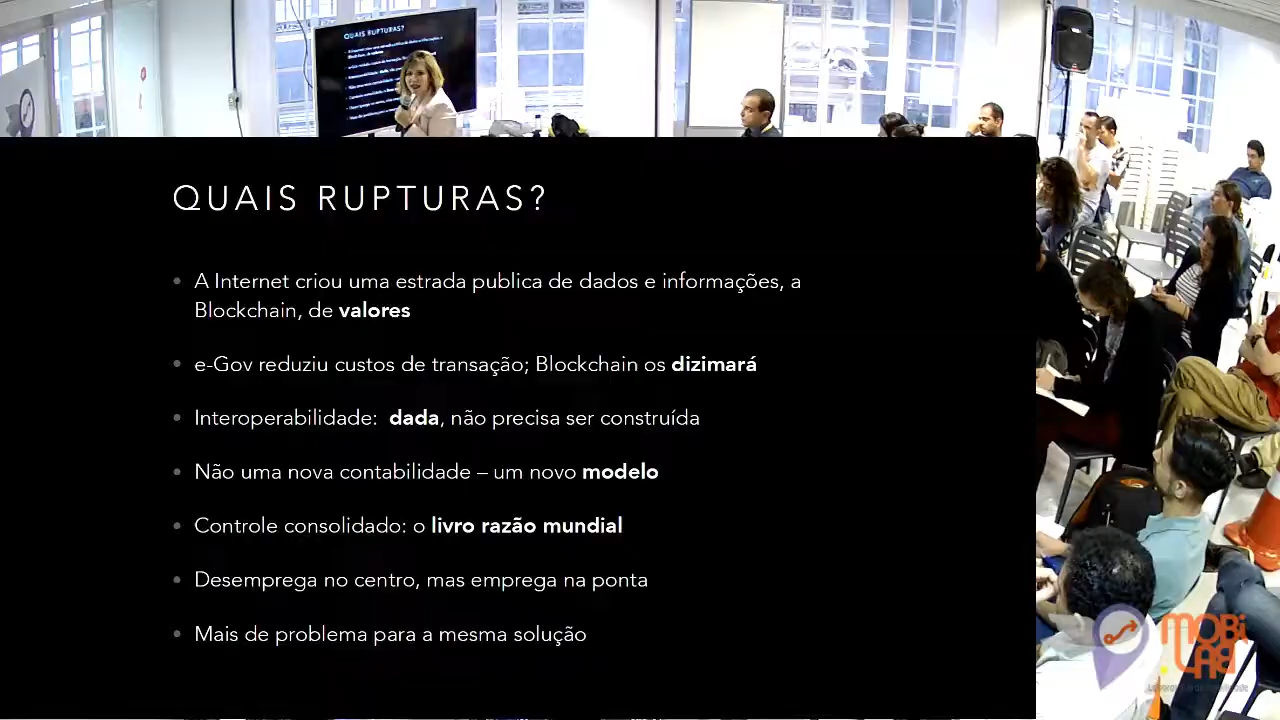 QUAIS RUPTURAS?
QUAIS RUPTURAS?
A Internet criou uma estrada publica de dados e informações, a
Blockchain, de valores
e-Gov reduziu custos de transação; Blockchain os dizimará
Interoperabilidade: dada, não precisa ser construída
Não uma nova contabilidade – um novo modelo
Controle consolidado: o livro razão mundial
Desemprega no centro, mas emprega na ponta
Mais de problema para a mesma solução
MOBi
LAB